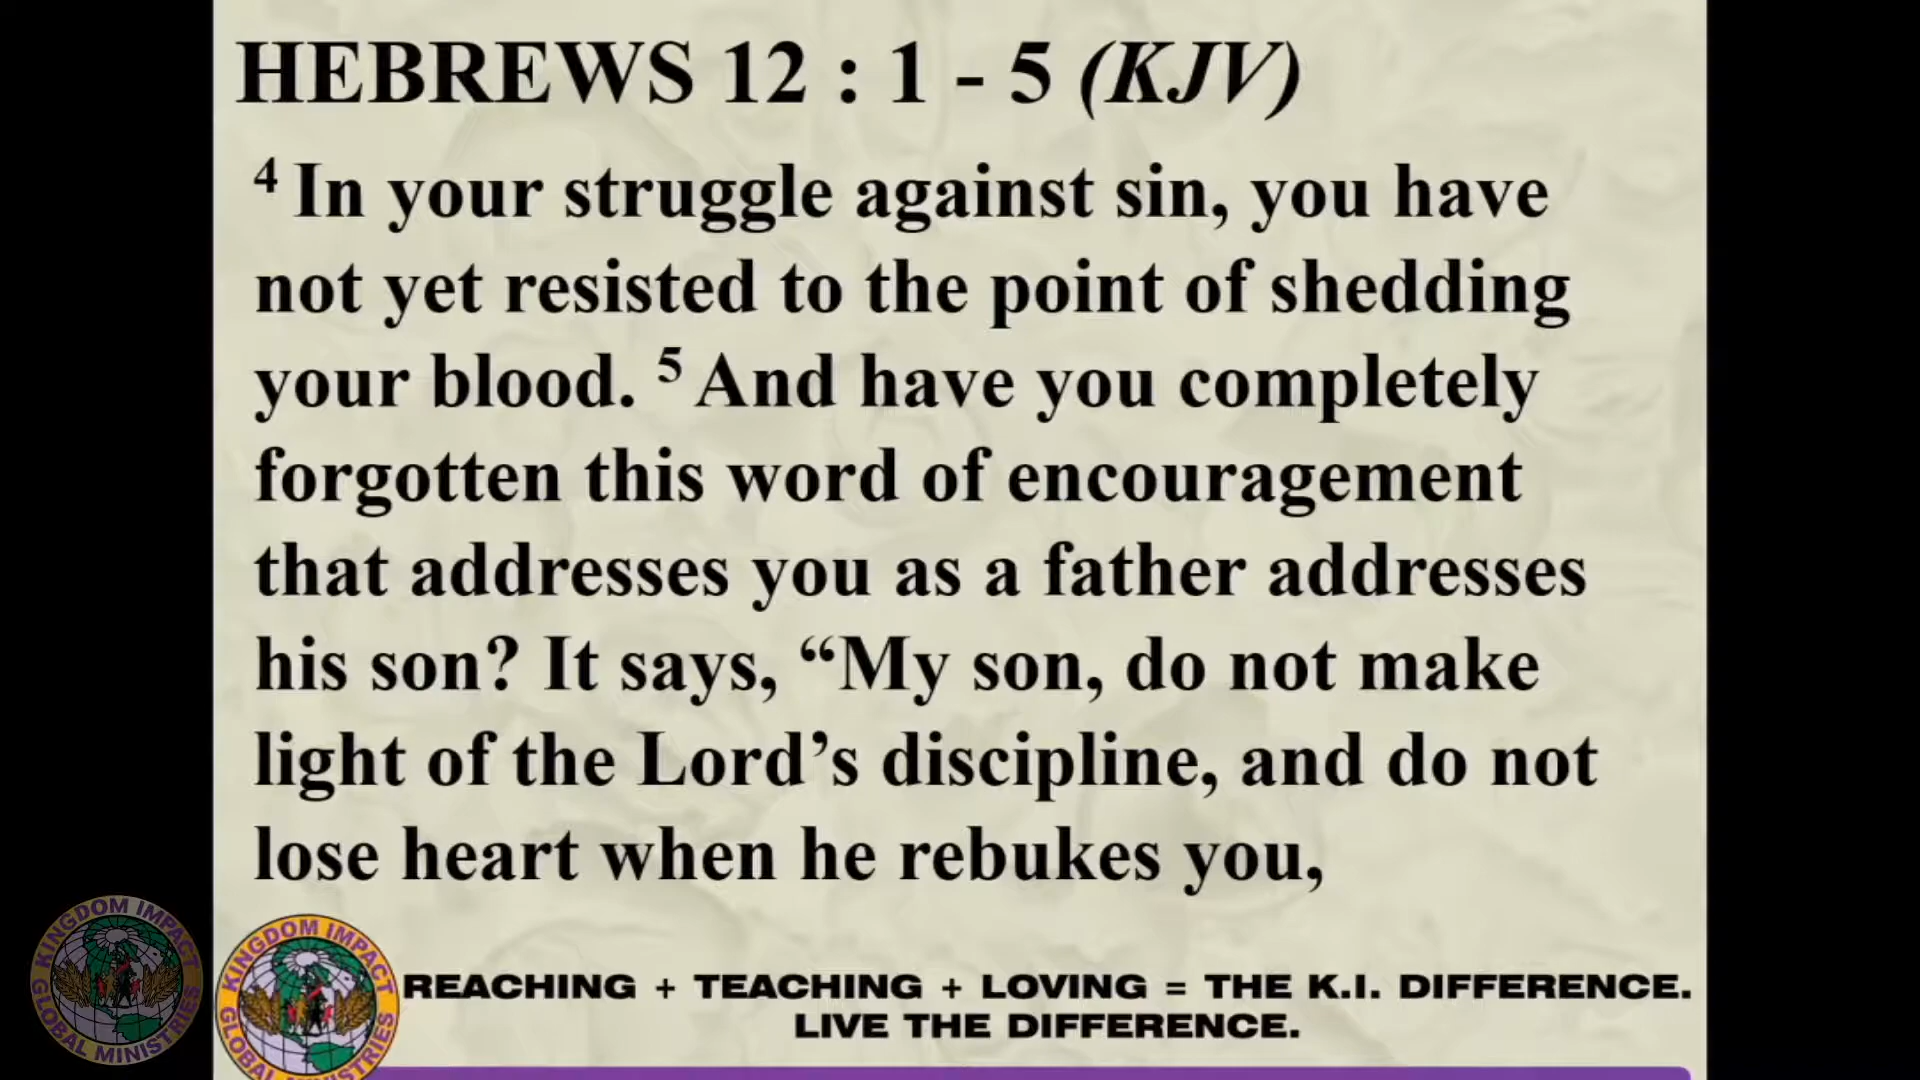 HEBREWS 12 : 1 - 5 (KJV)
4 In your struggle against sin, you have
not yet resisted to the point of shedding
your blood. 5 And have you completely
forgotten this word of encouragement
that addresses you as a father addresses
his son? It says, “My son, do not make
light of the Lord’s discipline, and do not
lose heart when he rebukes you,
KINGDOM IMPACT
GLOBAL MINISTRIES
KINGDOM IMPACT
GLOBAL MINISTRIES
REACHING + TEACHING + LOVING = THE K.I. DIFFERENCE.
LIVE THE DIFFERENCE.